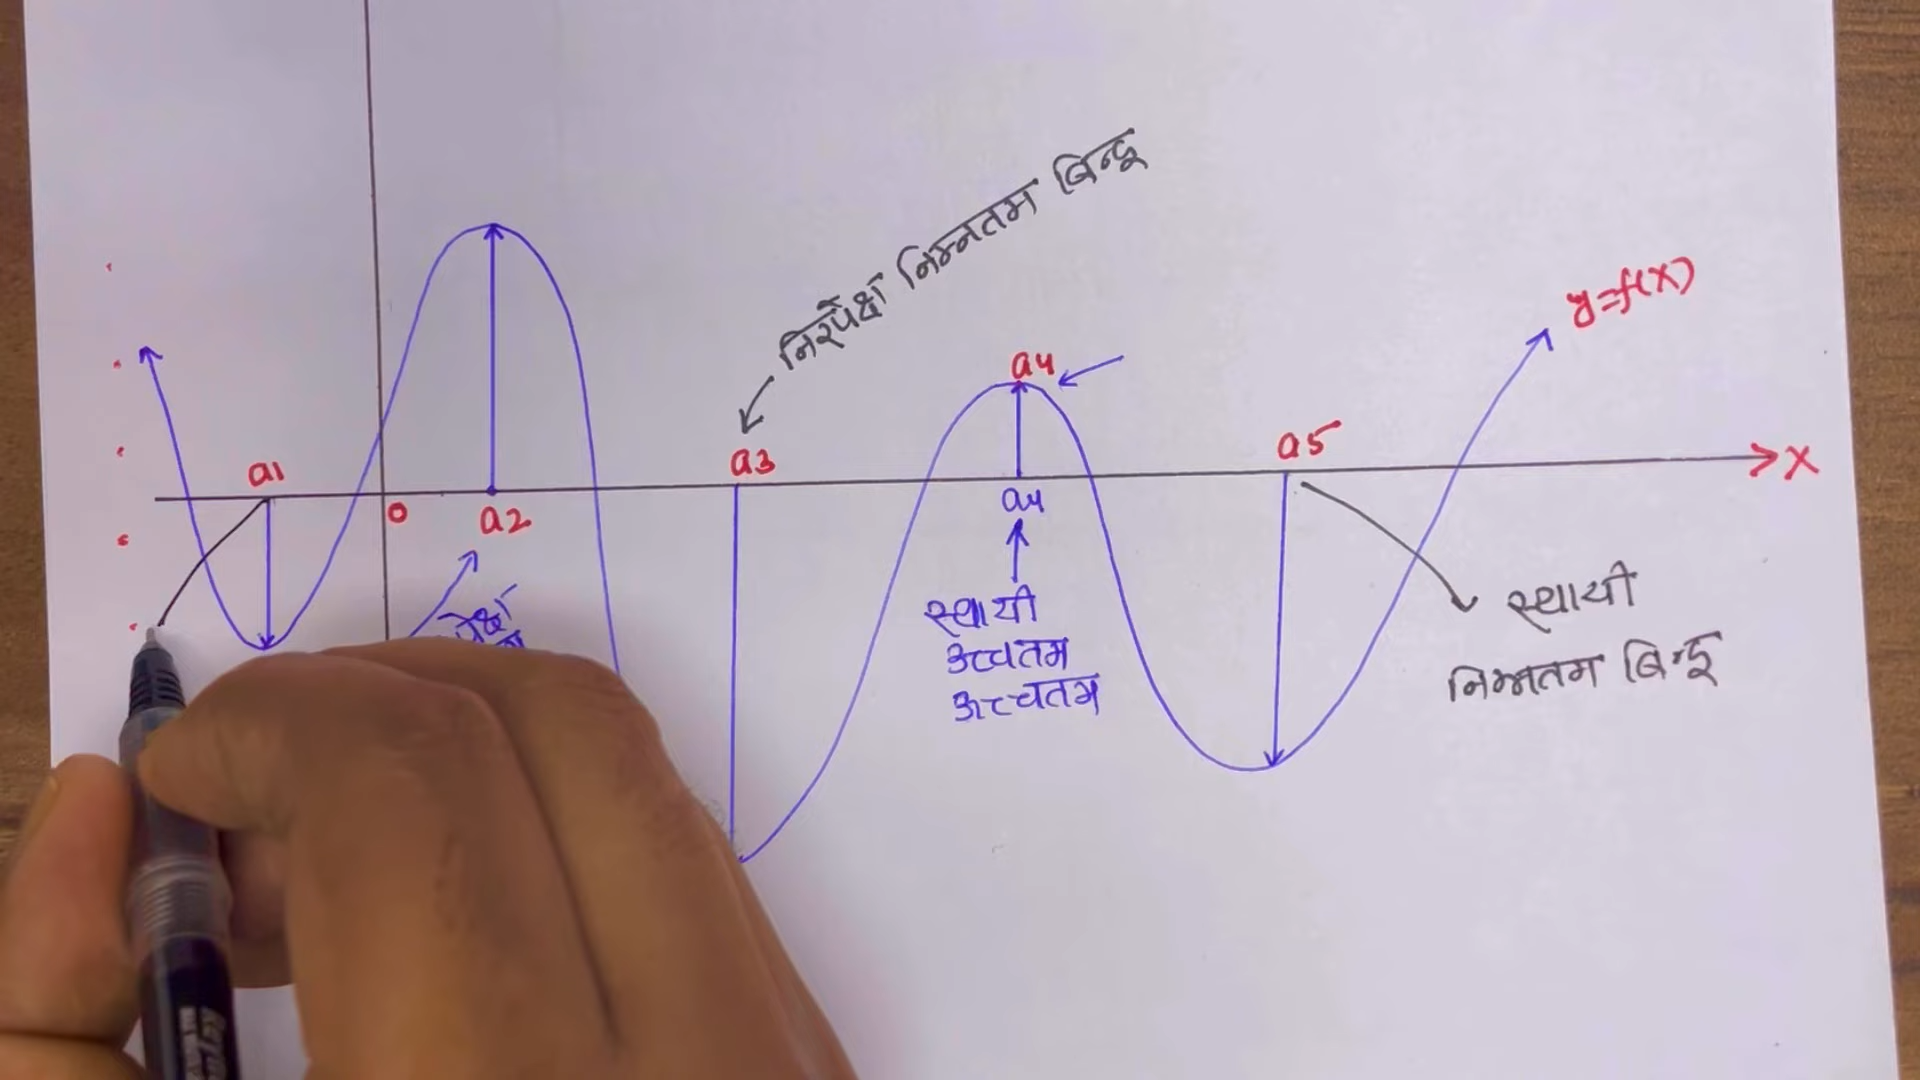 निरपेक्ष निम्नतम बिन्दू
y=f(x)
a4
a1
a3
a5
x
0
a2
a4
स्थायी
उच्चतम
उच्चतम
स्थायी
निम्नतम बिन्दू